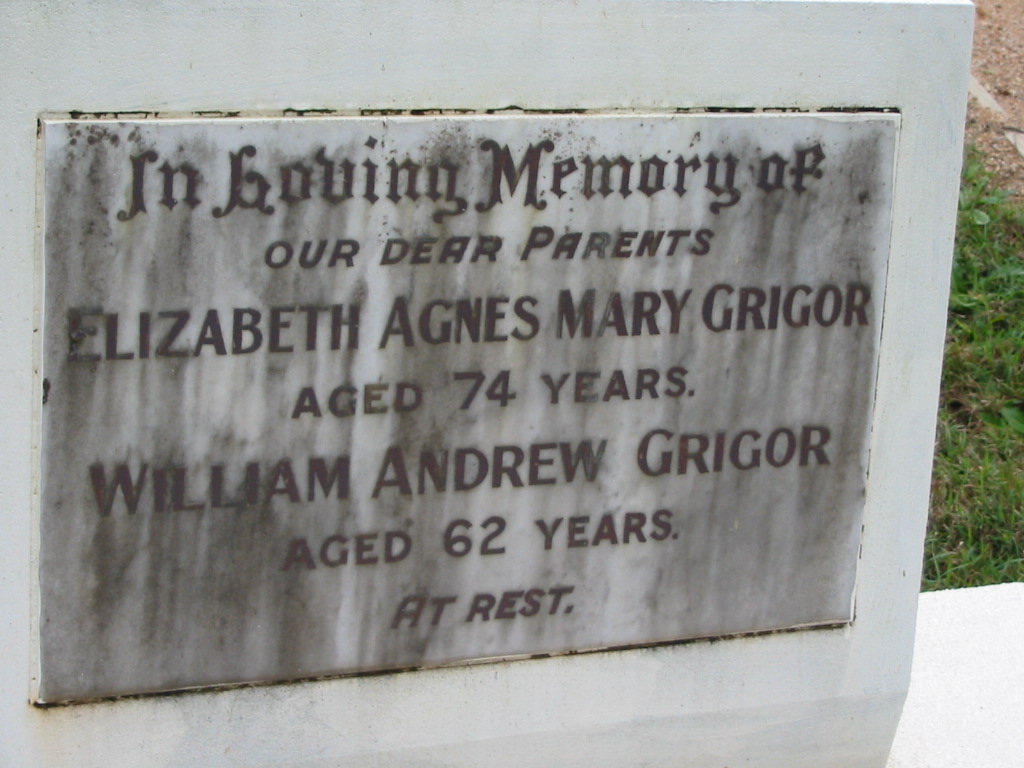 In Loving Memory of
OUR DEAR PARENTS
ELIZABETH AGNES MARY GRIGOR
AGED 74 YEARS.
WILLIAM ANDREW GRIGOR
AGED 62 YEARS.
AT REST.